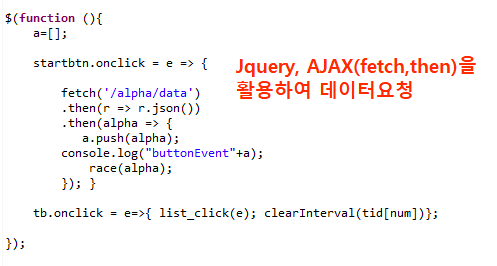 $(function (){
a=[];
startbtn.onclick = e => {
Jquery, AJAX(fetch,then)을
활용하여 데이터요청
fetch('/alpha/data')
.then(r => r.json())
.then(alpha => {
a.push(alpha);
console.log("buttonEvent"+a);
race(alpha);
}); }
tb.onclick = e=>{ list_click(e); clearInterval(tid[num])};
});